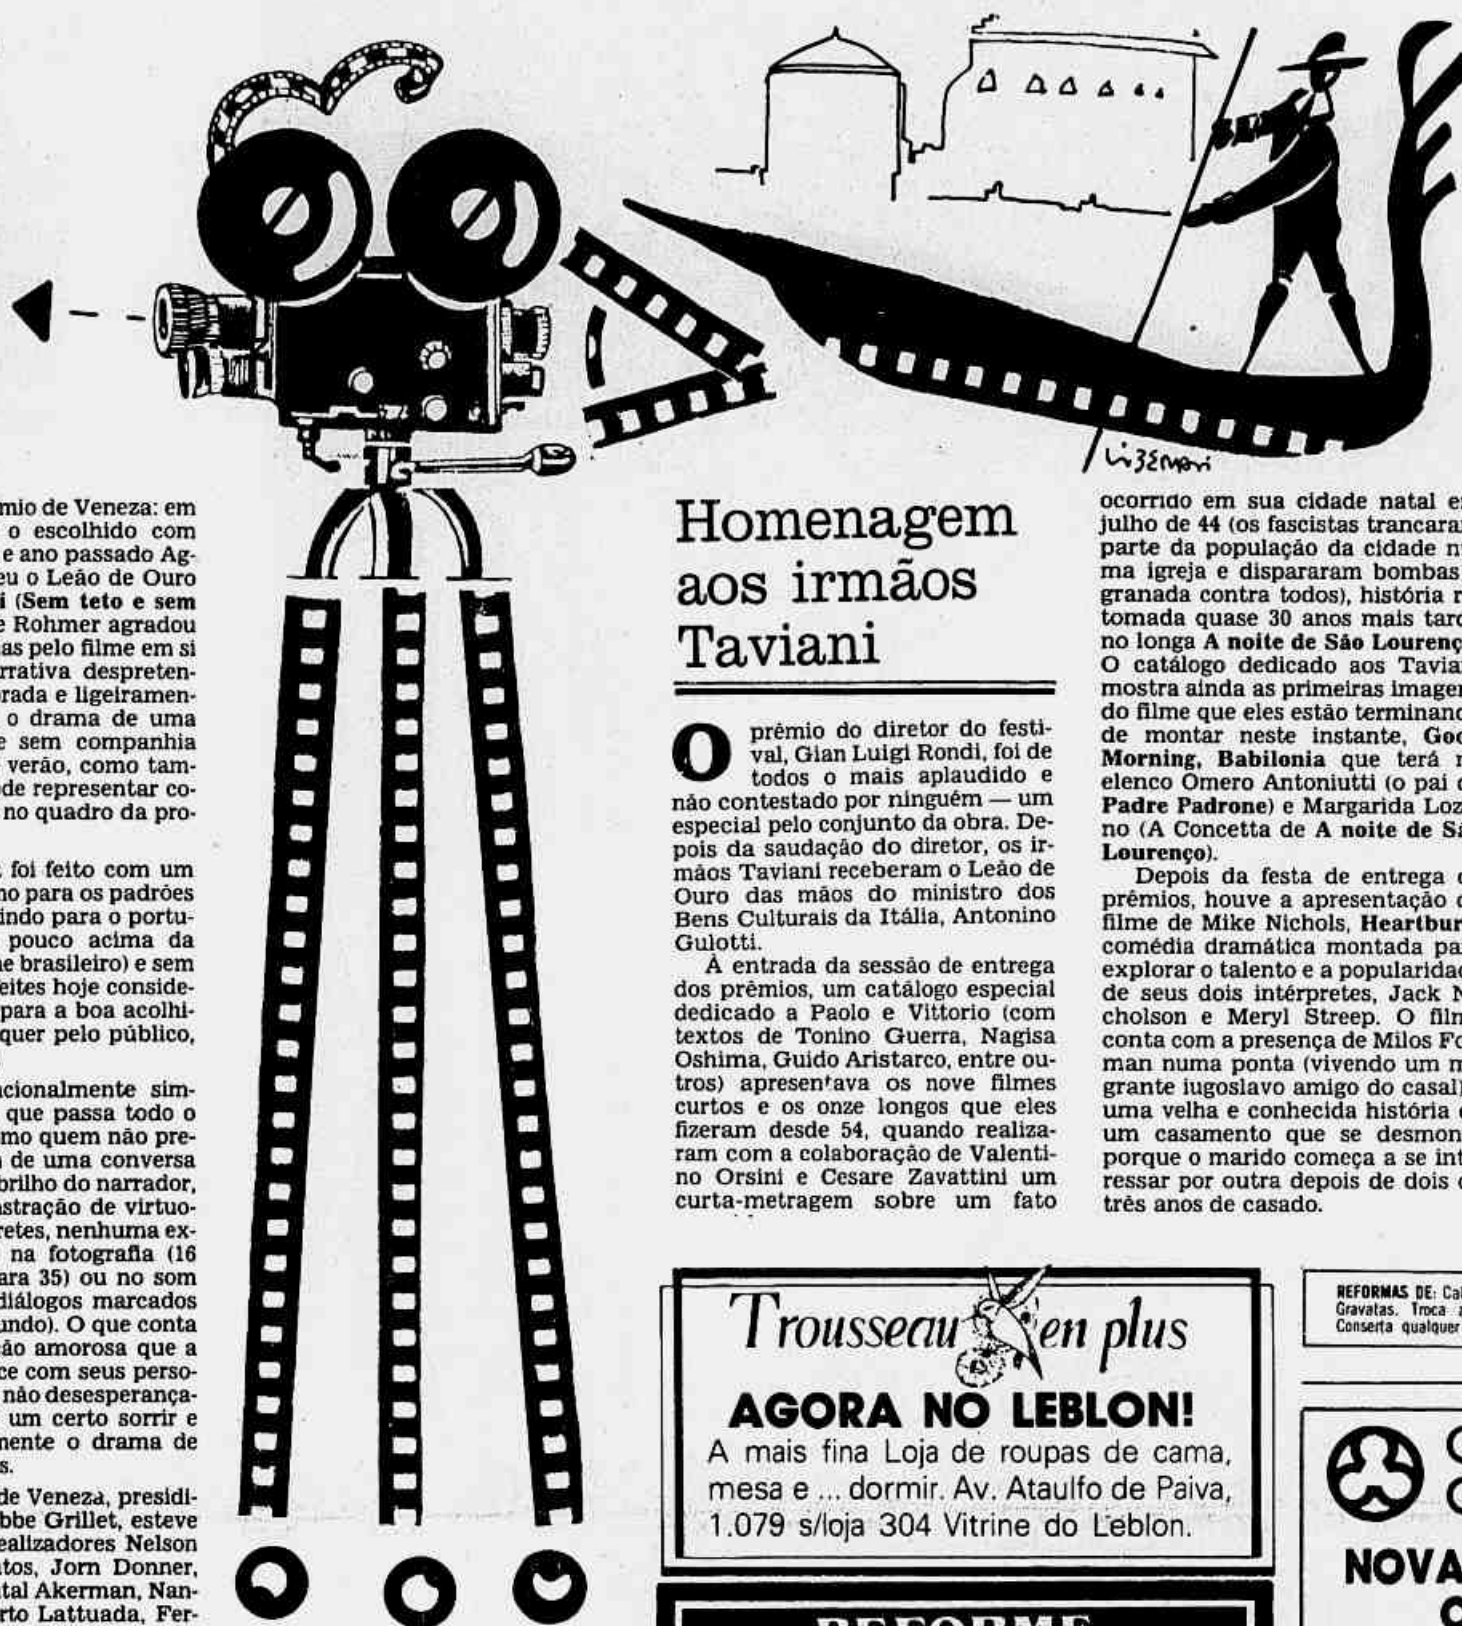 mio de Veneza: em
o escolhido com
e ano passado Ag-
eu o Leão de Ouro
i (Sem teto e sem
e Rohmer agradou
as pelo filme em si
rrativa despreten-
orada e ligeiramen-
o drama de uma
e sem companhia
verão, como tam-
de representar co-
no quadro da pro-
foi feito com um
no para os padrões
indo para o portu-
pouco acima da
ne brasileiro) e sem
eites hoje conside-
para a boa acolhi-
quer pelo público,
acionalmente sim-
que passa todo o
mo quem não pre-
de uma conversa
brilho do narrador,
astração de virtuo-
retes, nenhuma ex-
na fotografia (16
ara 35) ou no som
diálogos marcados
undo). O que conta
ção amorosa que a
ce com seus perso-
não desesperança-
um certo sorrir e
mente o drama de
s.
de Veneza, presidi-
bbe Grillet, esteve
ealizadores Nelson
tos, Jorn Donner,
tal Akerman, Nan-
rto Lattuada, Fer-
Homenagem
aos irmãos
Taviani
O prêmio do diretor do festi-
val, Gian Luigi Rondi, foi de
todos o mais aplaudido e
não contestado por ninguém — um
especial pelo conjunto da obra. De-
pois da saudação do diretor, os ir-
mãos Taviani receberam o Leão de
Ouro das mãos do ministro dos
Bens Culturais da Itália, Antonino
Gulotti.
À entrada da sessão de entrega
dos prêmios, um catálogo especial
dedicado a Paolo e Vittorio (com
textos de Tonino Guerra, Nagisa
Oshima, Guido Aristarco, entre ou-
tros) apresentava os nove filmes
curtos e os onze longos que eles
fizeram desde 54, quando realiza-
ram com a colaboração de Valenti-
no Orsini e Cesare Zavattini um
curta-metragem sobre um fato
ocorrido em sua cidade natal e
julho de 44 (os fascistas trancara
parte da população da cidade n
ma igreja e dispararam bombas
granada contra todos), história r
tomada quase 30 anos mais tard
no longa A noite de São Lourenç
O catálogo dedicado aos Tavia
mostra ainda as primeiras imagen
do filme que eles estão terminand
de montar neste instante, Goo
Morning, Babilonia que terá n
elenco Omero Antoniutti (o pai d
Padre Padrone) e Margarida Loz
no (A Concetta de A noite de Sã
Lourenço).
Depois da festa de entrega d
prêmios, houve a apresentação d
filme de Mike Nichols, Heartbur
comédia dramática montada pa
explorar o talento e a popularidad
de seus dois intérpretes, Jack N
cholson e Meryl Streep. O film
conta com a presença de Milos Fo
man numa ponta (vivendo um m
grante iugoslavo amigo do casal)
uma velha e conhecida história d
um casamento que se desmon
porque o marido começa a se int
ressar por outra depois de dois o
três anos de casado.
Trousseau en plus
AGORA NO LEBLON!
A mais fina Loja de roupas de cama,
mesa e ... dormir. Av. Ataulfo de Paiva,
1.079 s/loja 304 Vitrine do Leblon.
REFORME
REFORMAS DE: Col
Gravatas. Troca
Conserta qualquer
NOVA